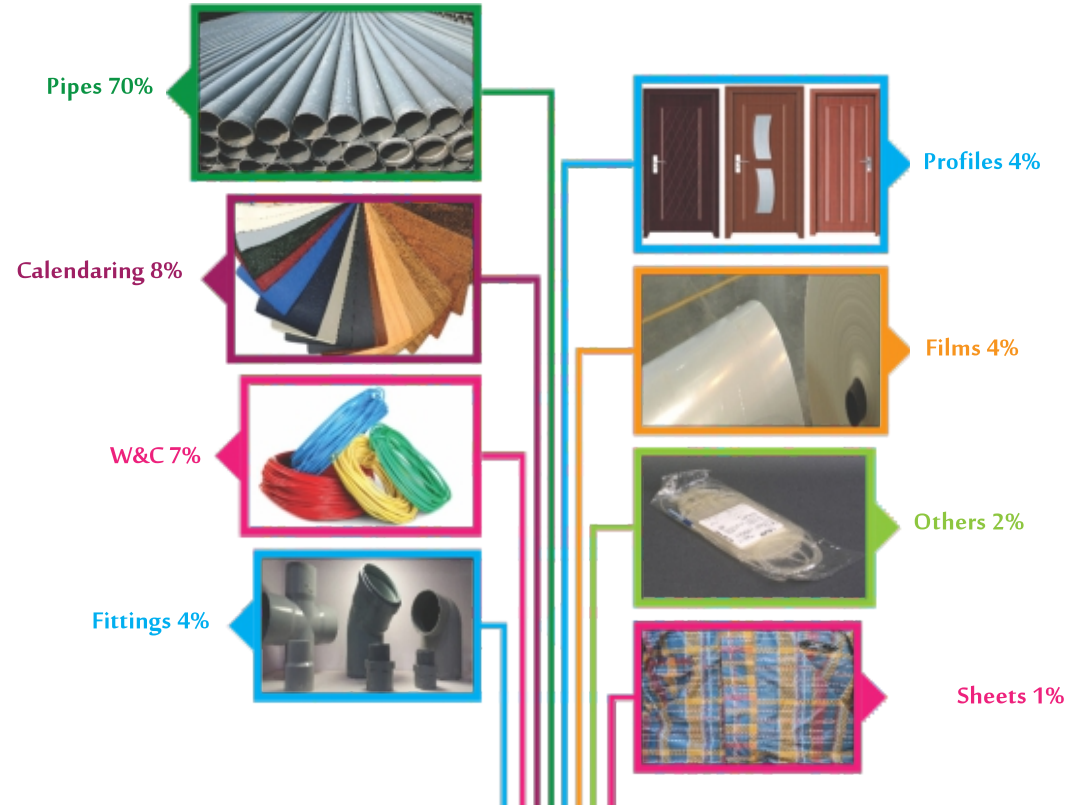 Pipes 70%
Calendaring 8%
W&C 7%
Fittings 4%
Profiles 4%
Films 4%
Others 2%
Sheets 1%